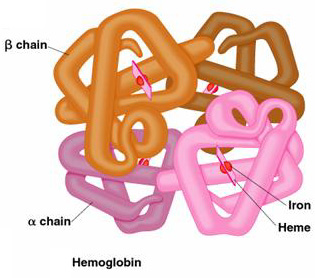 β chain
Iron
α chain
Heme
Hemoglobin